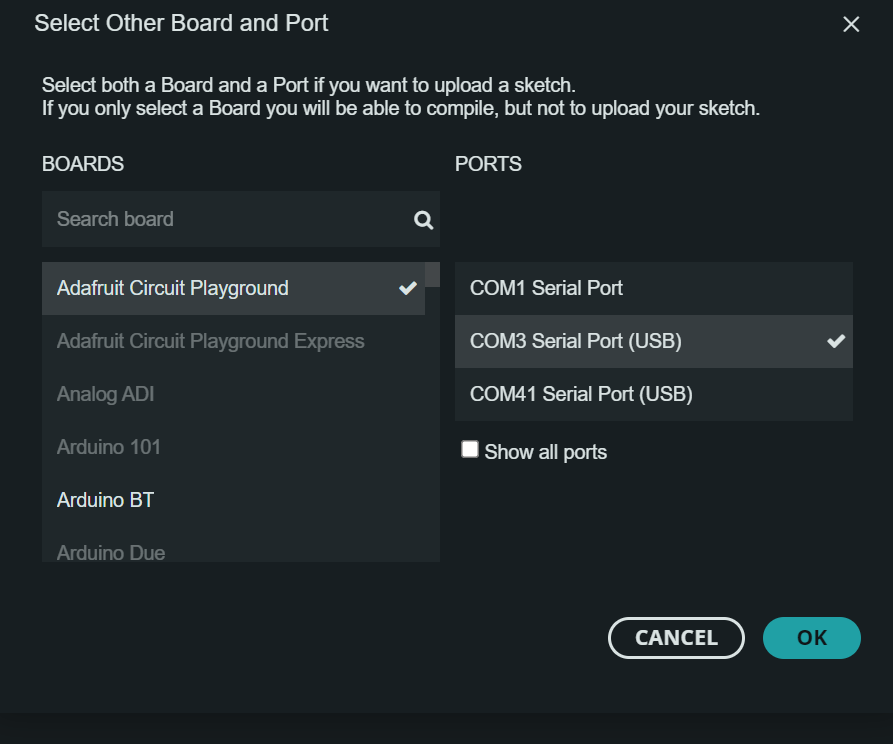 Select Other Board and Port
Select both a Board and a Port if you want to upload a sketch.
If you only select a Board you will be able to compile, but not to upload your sketch.
BOARDS
Search board
Adafruit Circuit Playground
Adafruit Circuit Playground Express
Analog ADI
Arduino 101
Arduino BT
Arduino Due
PORTS
COM1 Serial Port
COM3 Serial Port (USB)
COM41 Serial Port (USB)
Show all ports
CANCEL
OK